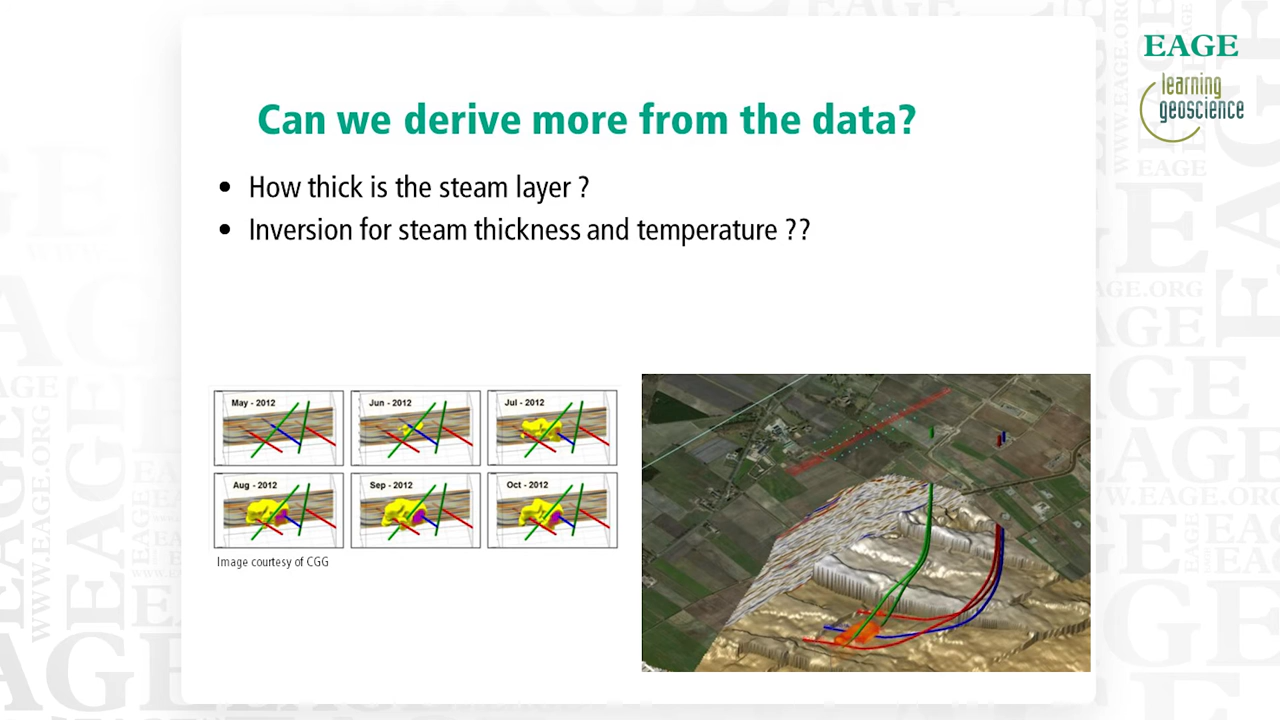 EAGE
learning
geoscience
Can we derive more from the data?
• How thick is the steam layer ?
• Inversion for steam thickness and temperature ??
May - 2012
Jun - 2012
Jul - 2012
Aug - 2012
Sep - 2012
Oct - 2012
Image courtesy of CGG